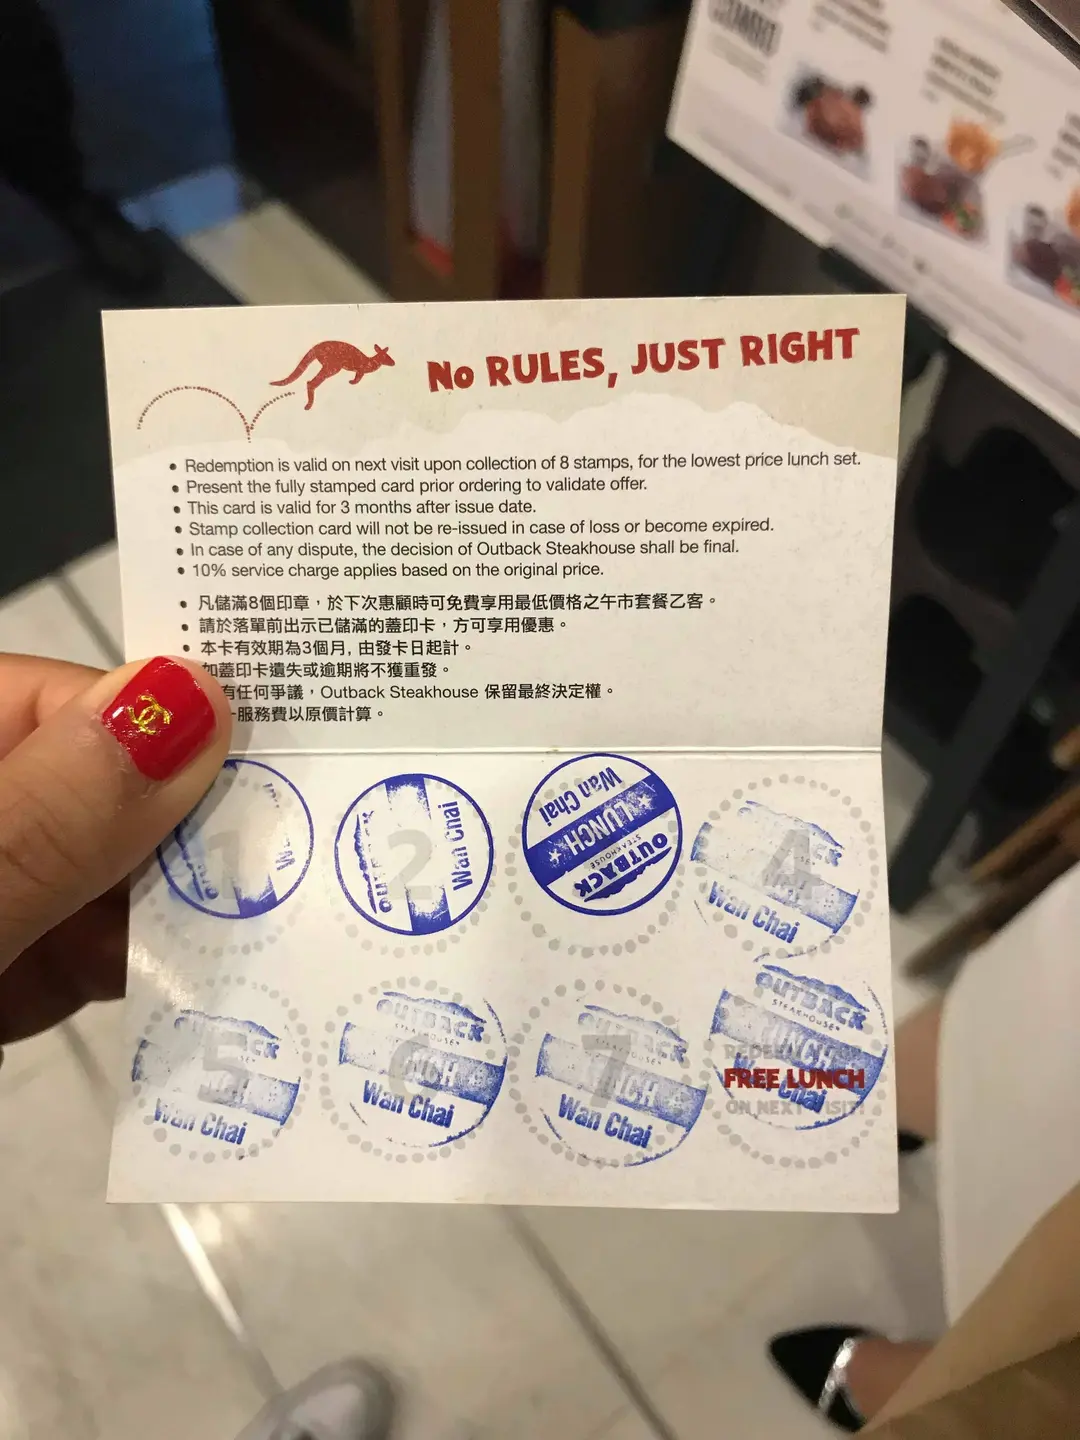 COMBO
No RULES, JUST RIGHT
• Redemption is valid on next visit upon collection of 8 stamps, for the lowest price lunch set.
• Present the fully stamped card prior ordering to validate offer.
• This card is valid for 3 months after issue date.
• Stamp collection card will not be re-issued in case of loss or become expired.
• In case of any dispute, the decision of Outback Steakhouse shall be final.
• 10% service charge applies based on the original price.
• 凡儲滿8個印章，於下次惠顧時可免費享用最低價格之午市套餐乙客。
• 請於落單前出示已儲滿的蓋印卡，方可享用優惠。
• 本卡有效期為3個月, 由發卡日起計。
如蓋印卡遺失或逾期將不獲重發。
有任何爭議，Outback Steakhouse 保留最終決定權。
服務費以原價計算。
1
2
Wan Chai
Wan Chai
LUNCH
OUTBACK
STEAKHOUSE
4
Wan Chai
5
Wan Chai
6
OUTBACK
STEAKHOUSE
LUNCH
Wan Chai
7
Wan Chai
OUTBACK
STEAKHOUSE
LUNCH
FREE LUNCH
Wan Chai
ON NEXT VISIT!